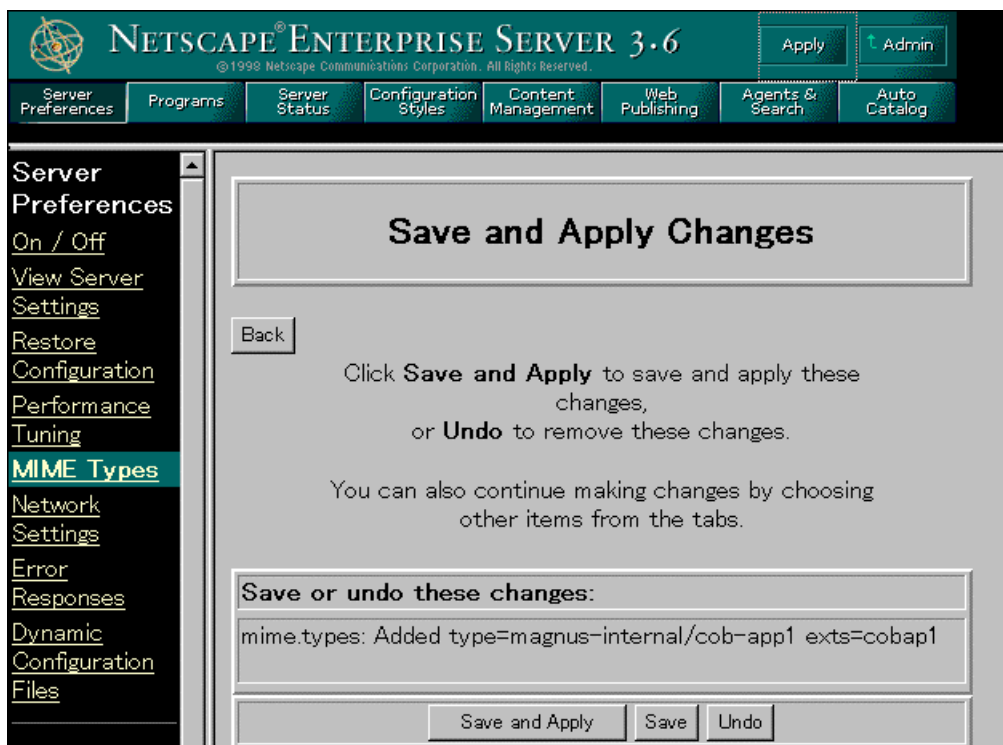 NETSCAPE® ENTERPRISE SERVER 3.6
©1998 Netscape Communications Corporation. All Rights Reserved.
Apply
Admin
Server
Preferences
Programs
Server
Status
Configuration
Styles
Content
Management
Web
Publishing
Agents &
Search
Auto
Catalog
Server
Preferences
On / Off
View Server
Settings
Restore
Configuration
Performance
Tuning
MIME Types
Network
Settings
Error
Responses
Dynamic
Configuration
Files
Save and Apply Changes
Back
Click Save and Apply to save and apply these
changes,
or Undo to remove these changes.
You can also continue making changes by choosing
other items from the tabs.
Save or undo these changes:
mime.types: Added type=magnus-internal/cob-app1 exts=cobap1
Save and Apply
Save
Undo